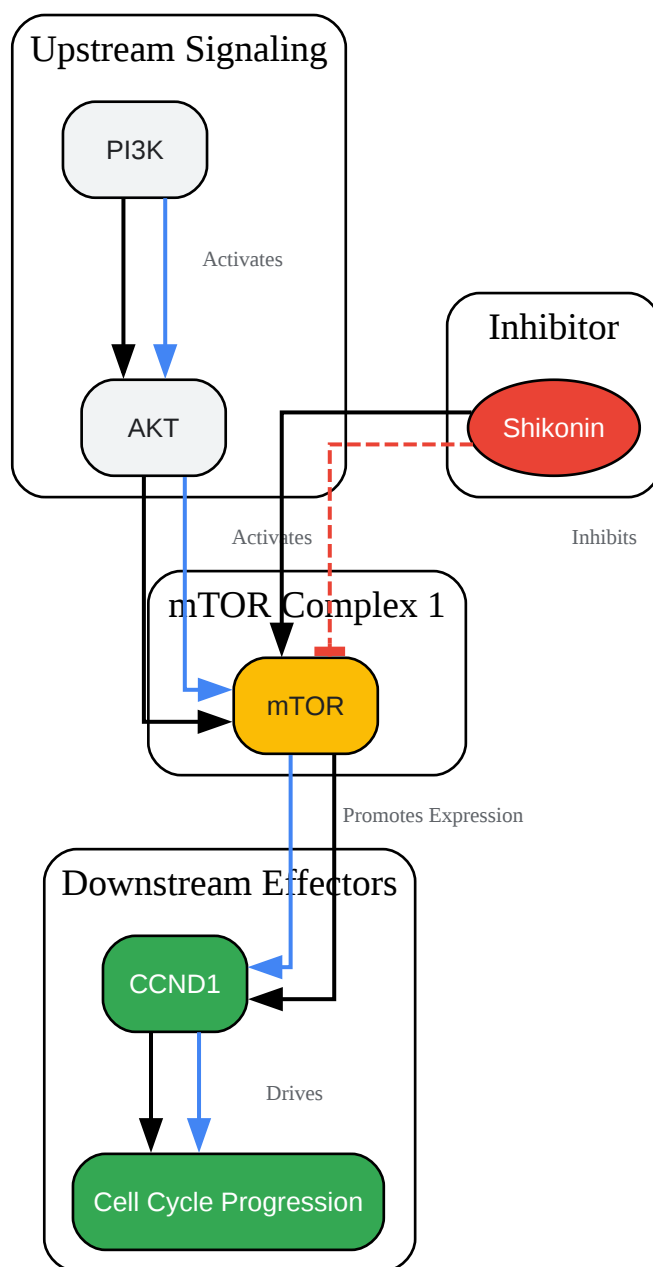 Upstream Signaling
PI3K
Activates
Inhibitor
AKT
Shikonin
Activates
Inhibits
mTOR Complex 1
mTOR
Promotes Expression
Downstream Effectors
CCND1
Drives
Cell Cycle Progression